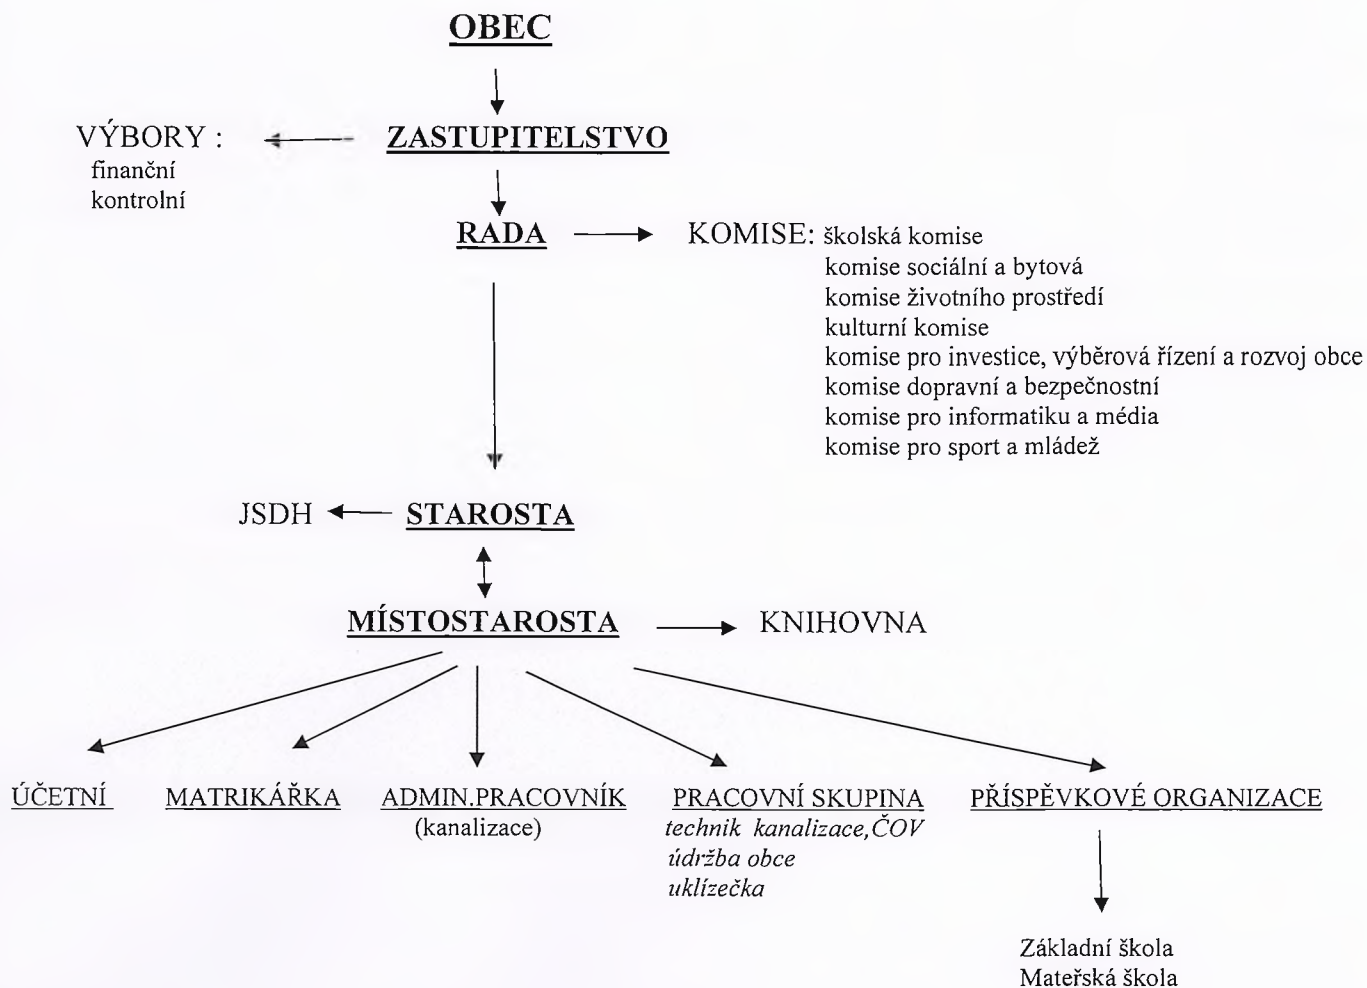 OBEC
VÝBORY :
finanční
kontrolní
ZASTUPITELSTVO
RADA
KOMISE: školská komise
komise sociální a bytová
komise životního prostředí
kulturní komise
komise pro investice, výběrová řízení a rozvoj obce
komise dopravní a bezpečnostní
komise pro informatiku a média
komise pro sport a mládež
JSDH
STAROSTA
MÍSTOSTAROSTA
KNIHOVNA
ÚČETNÍ
MATRIKÁŘKA
ADMIN.PRACOVNÍK
(kanalizace)
PRACOVNÍ SKUPINA
technik kanalizace,ČOV
údržba obce
uklízečka
PŘÍSPĚVKOVÉ ORGANIZACE
Základní škola
Mateřská škola